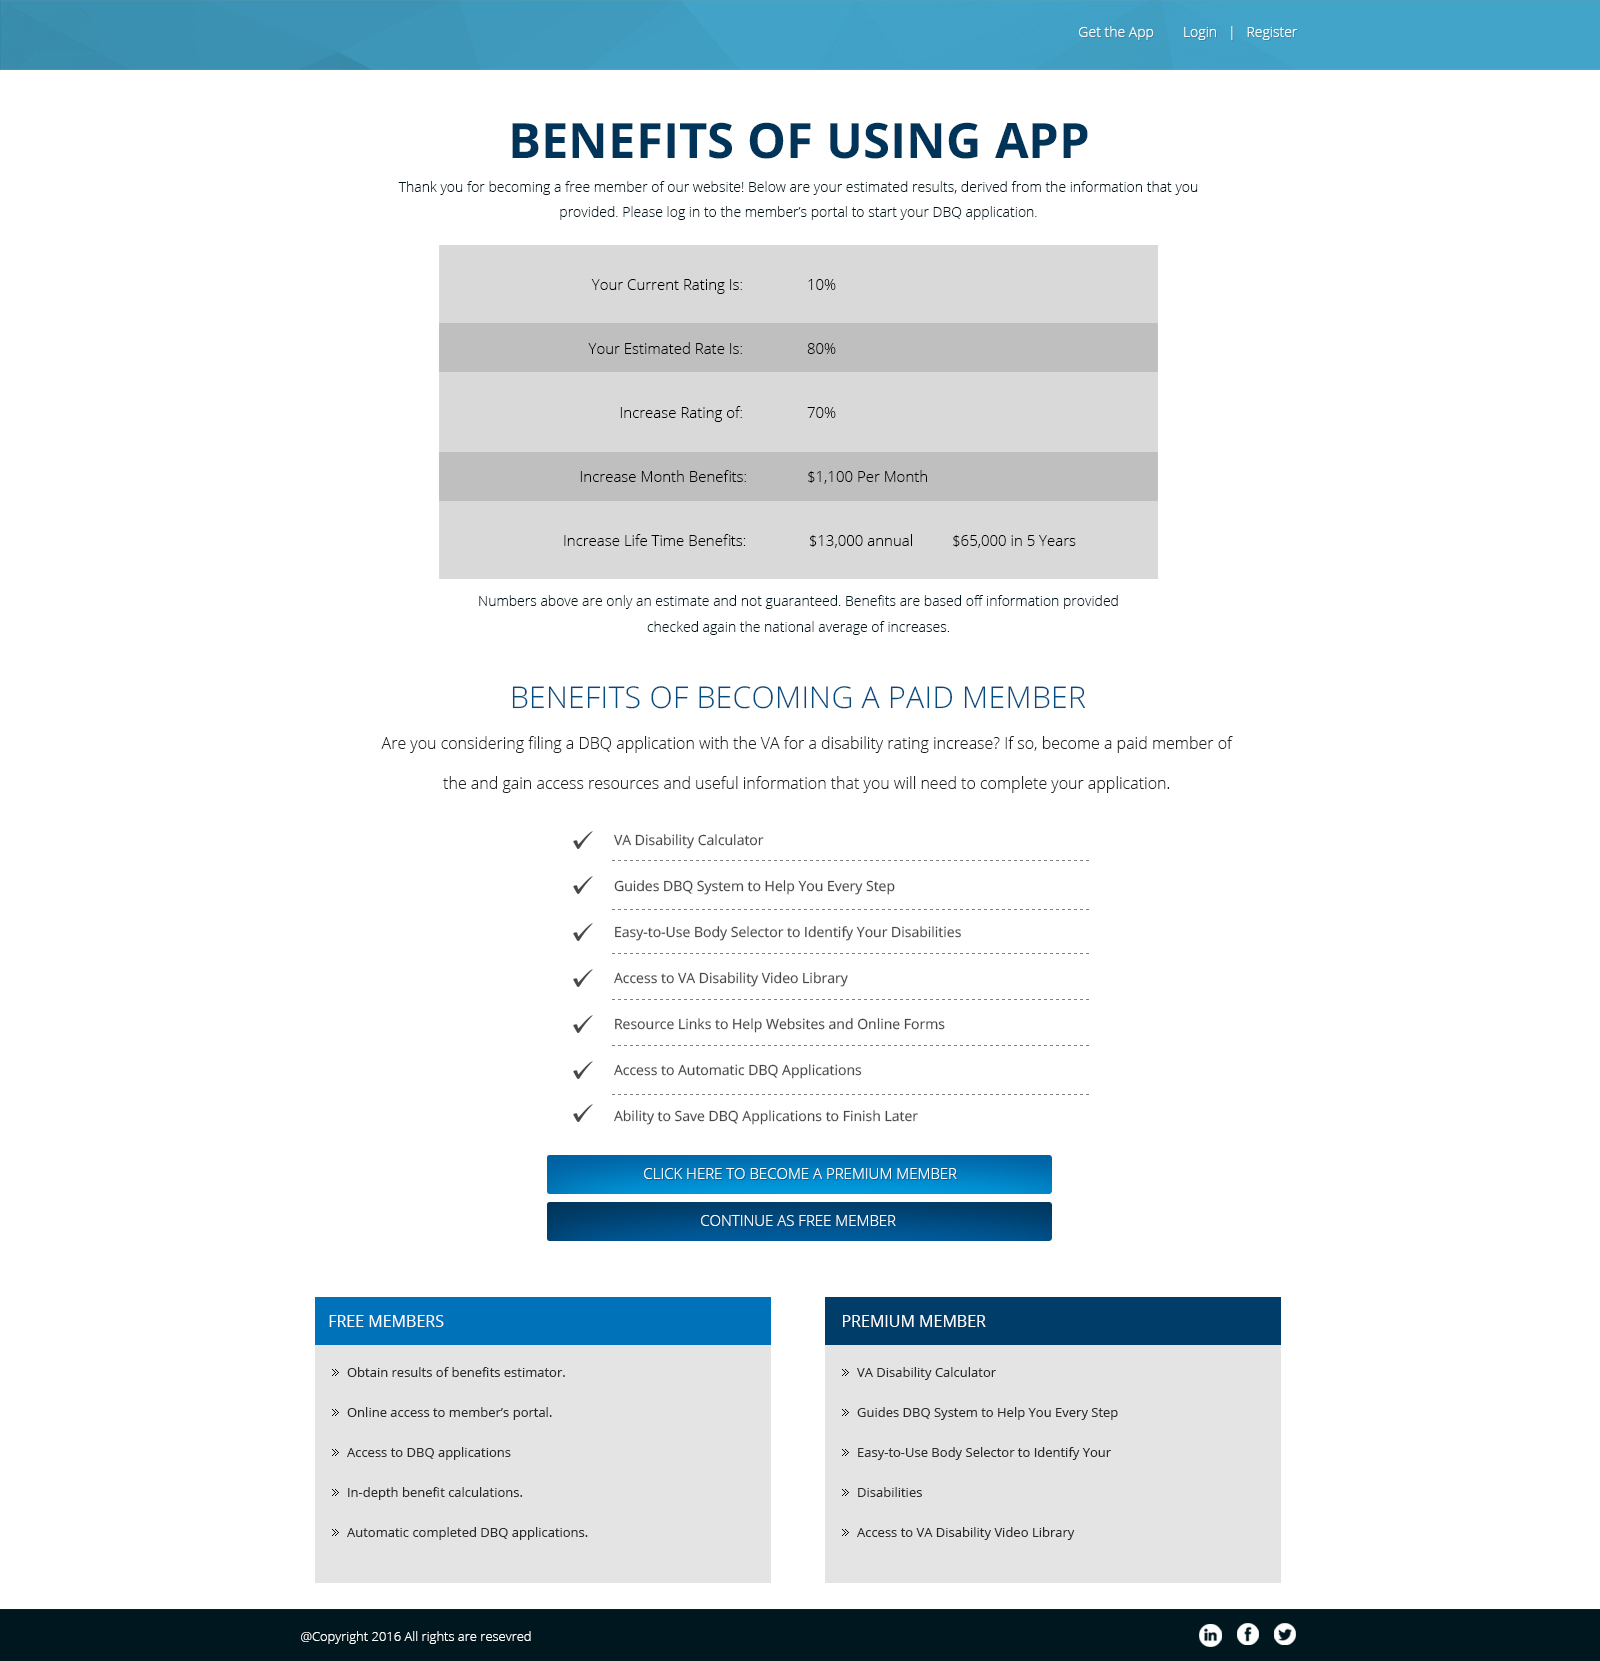 Get the App Login | Register
BENEFITS OF USING APP
Thank you for becoming a free member of our website! Below are your estimated results, derived from the information that you
provided. Please log in to the member's portal to start your DBQ application.
Your Current Rating Is: 10%
Your Estimated Rate Is: 80%
Increase Rating of: 70%
Increase Month Benefits: $1,100 Per Month
Increase Life Time Benefits: $13,000 annual $65,000 in 5 Years
Numbers above are only an estimate and not guaranteed. Benefits are based off information provided
checked again the national average of increases.
BENEFITS OF BECOMING A PAID MEMBER
Are you considering filing a DBQ application with the VA for a disability rating increase? If so, become a paid member of
the and gain access resources and useful information that you will need to complete your application.
VA Disability Calculator
Guides DBQ System to Help You Every Step
Easy-to-Use Body Selector to Identify Your Disabilities
Access to VA Disability Video Library
Resource Links to Help Websites and Online Forms
Access to Automatic DBQ Applications
Ability to Save DBQ Applications to Finish Later
CLICK HERE TO BECOME A PREMIUM MEMBER
CONTINUE AS FREE MEMBER
FREE MEMBERS
Obtain results of benefits estimator.
Online access to member's portal.
Access to DBQ applications
In-depth benefit calculations.
Automatic completed DBQ applications.
PREMIUM MEMBER
VA Disability Calculator
Guides DBQ System to Help You Every Step
Easy-to-Use Body Selector to Identify Your
Disabilities
Access to VA Disability Video Library
@Copyright 2016 All rights are resevred